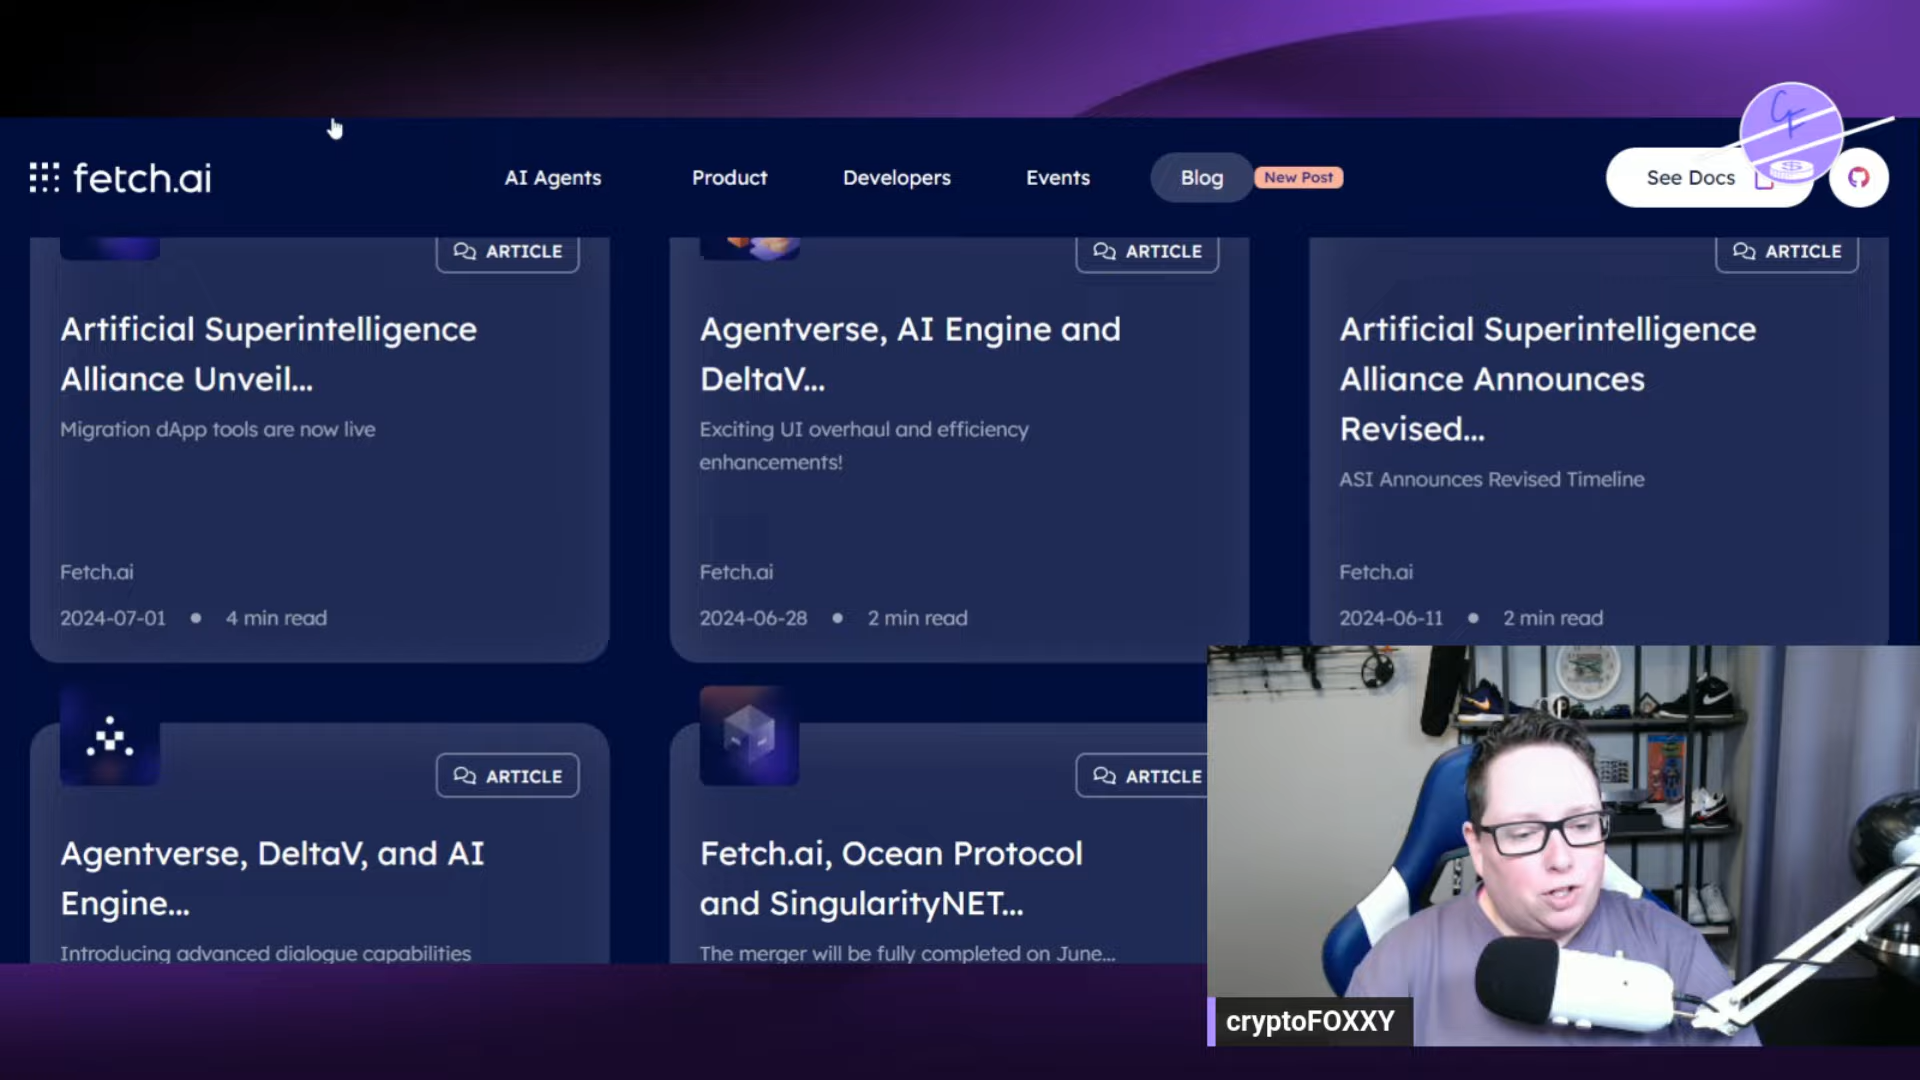 fetch.ai
AI Agents
Product
Developers
Events
Blog
New Post
See Docs
CF
ARTICLE
Artificial Superintelligence
Alliance Unveil...
Migration dApp tools are now live
Fetch.ai
2024-07-01 • 4 min read
ARTICLE
Agentverse, AI Engine and
DeltaV...
Exciting UI overhaul and efficiency
enhancements!
Fetch.ai
2024-06-28 • 2 min read
ARTICLE
Artificial Superintelligence
Alliance Announces
Revised...
ASI Announces Revised Timeline
Fetch.ai
2024-06-11 • 2 min read
ARTICLE
Agentverse, DeltaV, and AI
Engine...
Introducing advanced dialogue capabilities
ARTICLE
Fetch.ai, Ocean Protocol
and SingularityNET...
The merger will be fully completed on June...
cryptoFOXXY